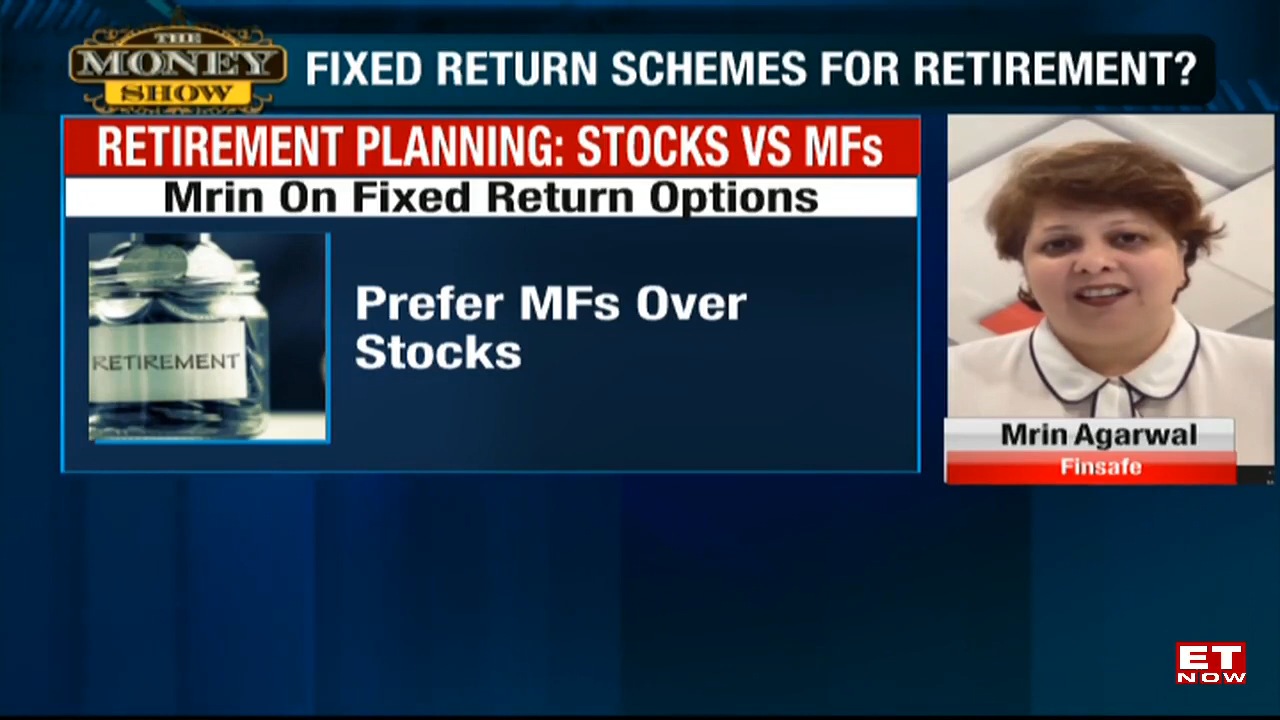 THE
MONEY
SHOW
FIXED RETURN SCHEMES FOR RETIREMENT?
RETIREMENT PLANNING: STOCKS VS MFs
Mrin On Fixed Return Options
RETIREMENT
Prefer MFs Over
Stocks
Mrin Agarwal
Finsafe
ET
NOW